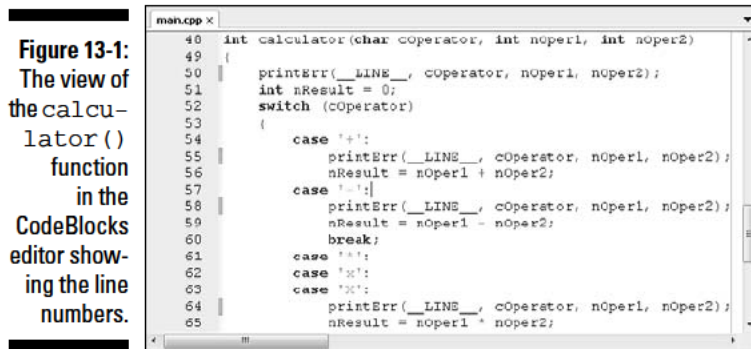 Figure 13-1:
The view of
the calcu-
lator()
function
in the
CodeBlocks
editor show-
ing the line
numbers.
main.cpp ×
48 int calculator(char cOperator, int nOper1, int nOper2)
49 {
50 printErr(__LINE__, cOperator, nOper1, nOper2);
51 int nResult = 0;
52 switch (cOperator)
53 {
54 case '+':
55 printErr(__LINE__, cOperator, nOper1, nOper2);
56 nResult = nOper1 + nOper2;
57 case '-':
58 printErr(__LINE__, cOperator, nOper1, nOper2);
59 nResult = nOper1 - nOper2;
60 break;
61 case '*':
62 case 'x':
63 case 'X':
64 printErr(__LINE__, cOperator, nOper1, nOper2);
65 nResult = nOper1 * nOper2;